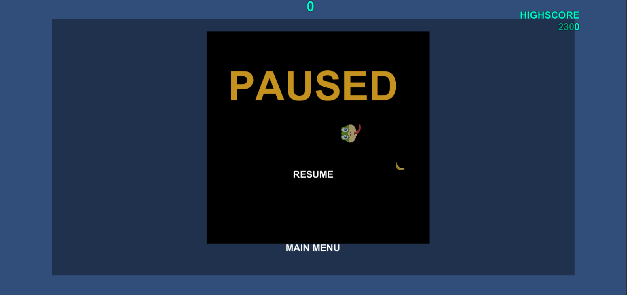 0
HIGHSCORE
2300
PAUSED
RESUME
MAIN MENU